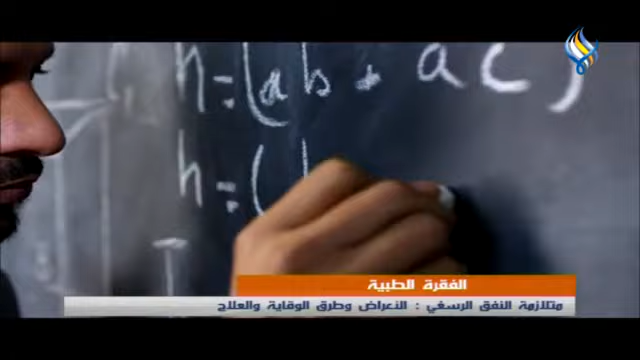 h = (ab . ac)
h = (
الفقرة الطبية
متلازمة النفق الرسغي : الأعراض وطرق الوقاية والعلاج